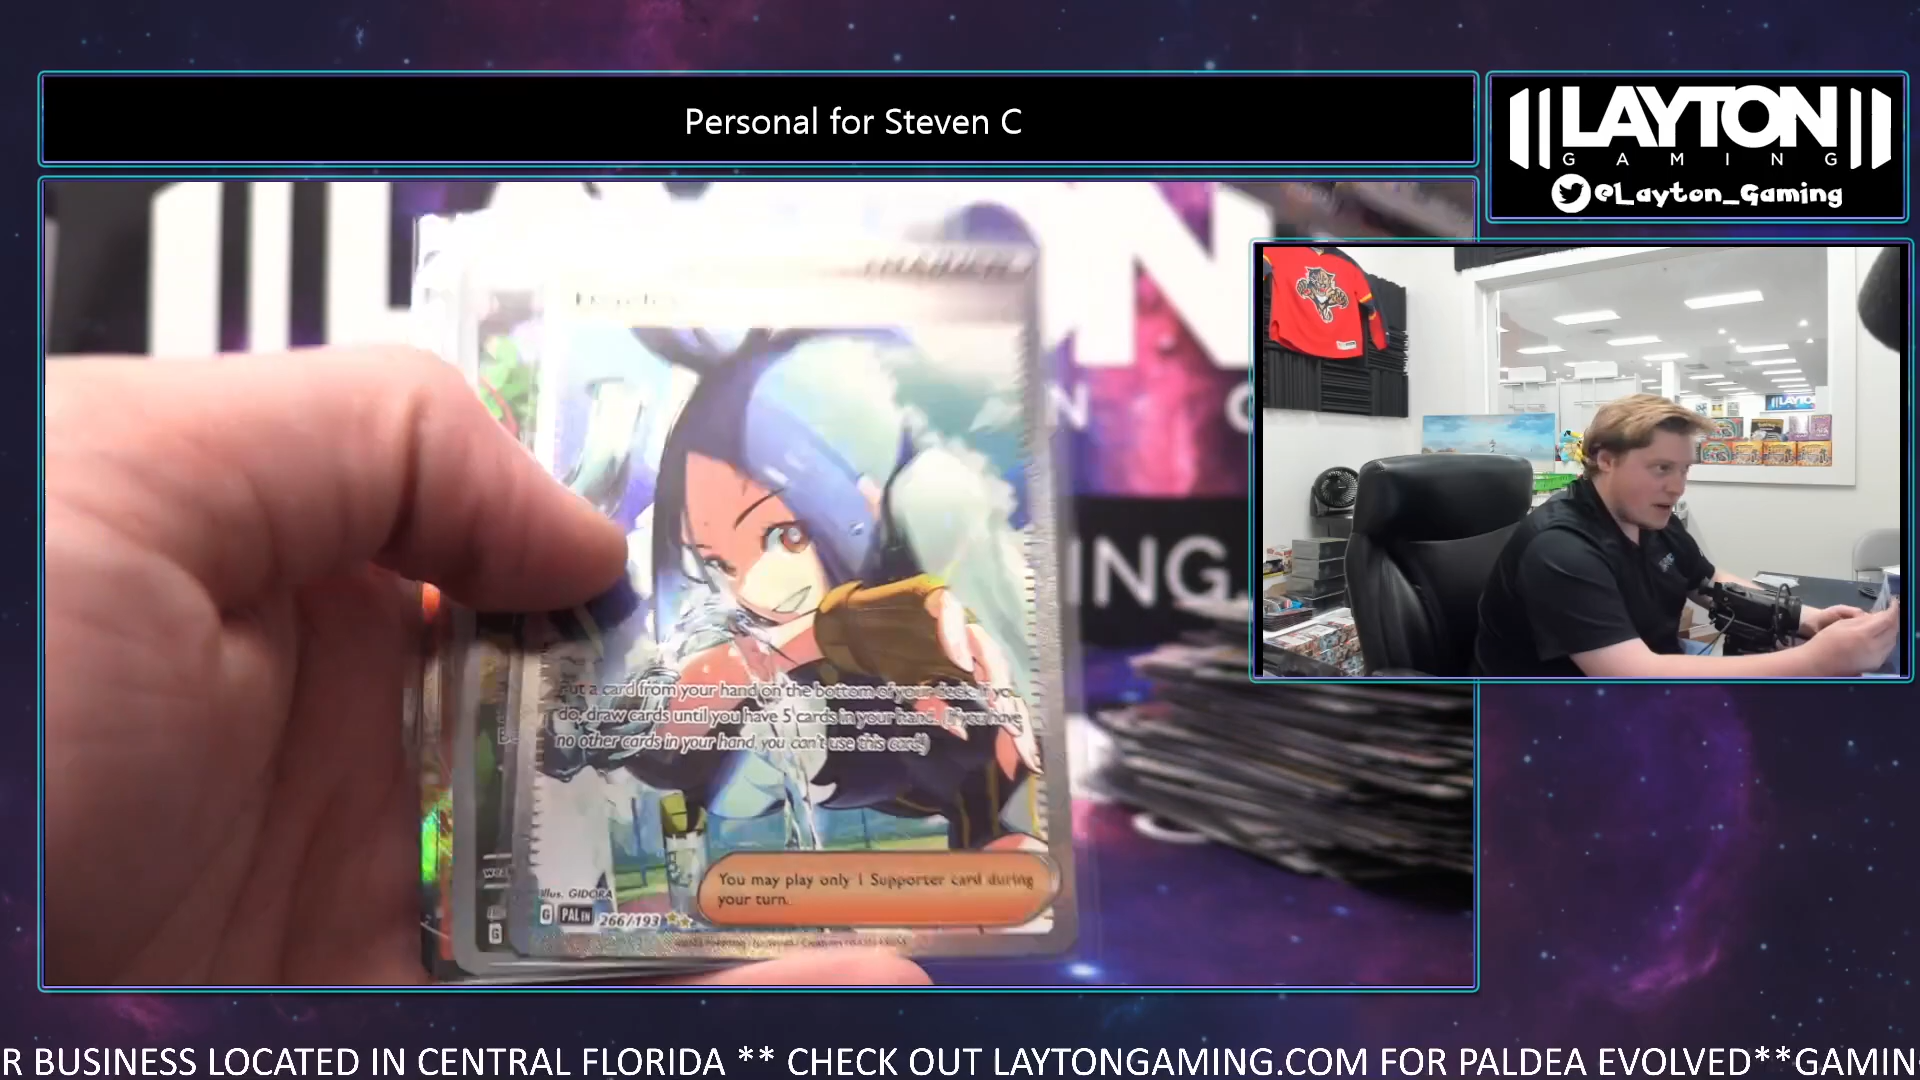 Personal for Steven C
LAYTON
GAMING
@Layton_Gaming
Put a card from your hand on the bottom of your deck. If you
do, draw cards until you have 5 cards in your hand. (If you have
no other cards in your hand, you can't use this card.)
You may play only 1 Supporter card during
your turn.
Illus. GIDORA
G PAL EN 266/193
G
ING.
LAYTON
R BUSINESS LOCATED IN CENTRAL FLORIDA ** CHECK OUT LAYTONGAMING.COM FOR PALDEA EVOLVED**GAMIN